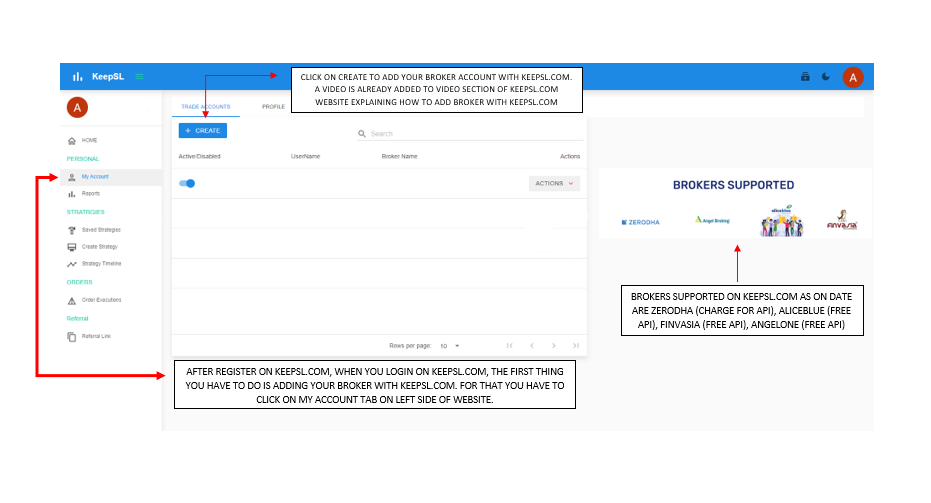 KeepSL
A
A
HOME
PERSONAL
My Account
Reports
STRATRGIES
Saved Strategies
Create Strategy
Strategy Timeline
ORDERS
Order Executions
Referral
Referral Link
CLICK ON CREATE TO ADD YOUR BROKER ACCOUNT WITH KEEPSL.COM.
A VIDEO IS ALREADY ADDED TO VIDEO SECTION OF KEEPSL.COM
WEBSITE EXPLAINING HOW TO ADD BROKER WITH KEEPSL.COM
TRADE ACCOUNTS PROFILE
+ CREATE
Search
Active/Disabled UserName Broker Name Actions
ACTIONS
Rows per page: 10
BROKERS SUPPORTED
ZERODHA Angel Broking aliceblue FINVASIA
BROKERS SUPPORTED ON KEEPSL.COM AS ON DATE
ARE ZERODHA (CHARGE FOR API), ALICEBLUE (FREE
API), FINVASIA (FREE API), ANGELONE (FREE API)
AFTER REGISTER ON KEEPSL.COM, WHEN YOU LOGIN ON KEEPSL.COM, THE FIRST THING
YOU HAVE TO DO IS ADDING YOUR BROKER WITH KEEPSL.COM. FOR THAT YOU HAVE TO
CLICK ON MY ACCOUNT TAB ON LEFT SIDE OF WEBSITE.